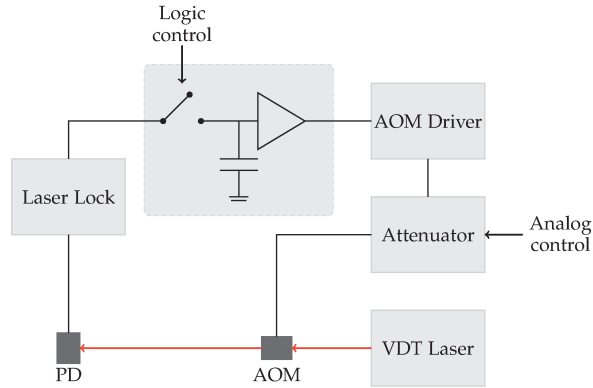 Logic
control
AOM Driver
Laser Lock
Attenuator
Analog
control
VDT Laser
PD
AOM